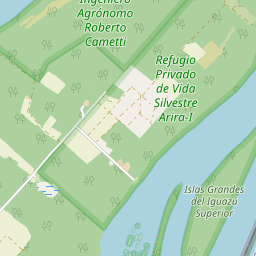 Ingeniero
Agrónomo
Roberto
Cametti
Refugio
Privado
de Vida
Silvestre
Arira-I
Islas Grandes
del Iguazú
Superior